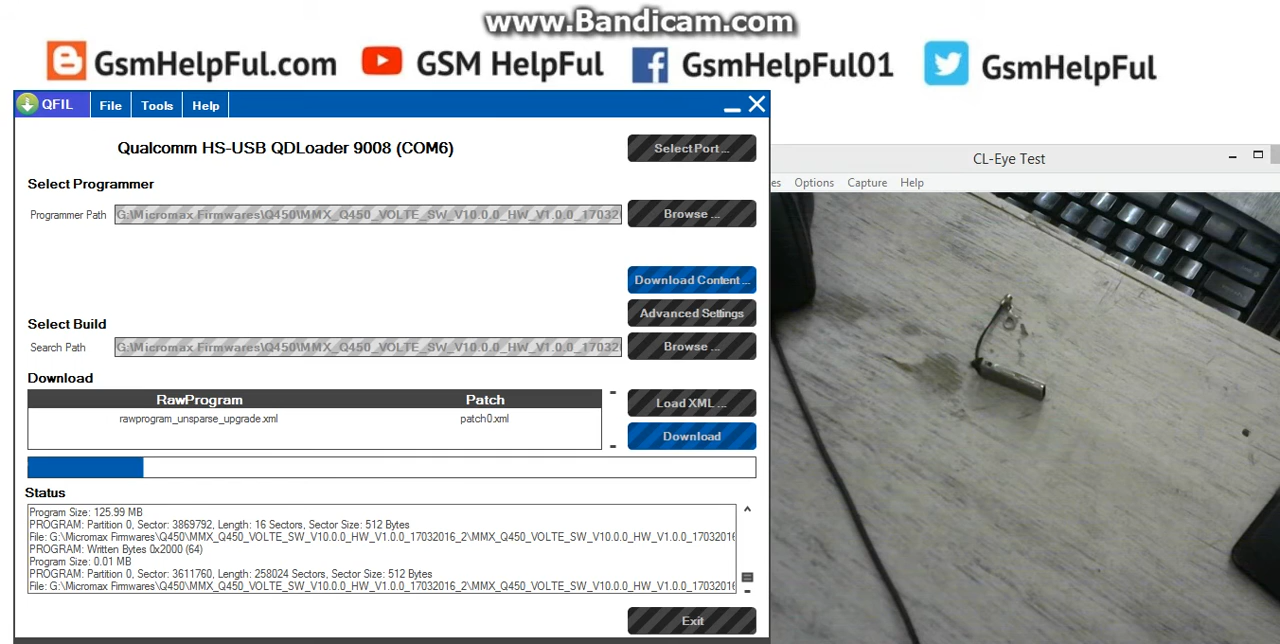 www.Bandicam.com
GsmHelpFul.com GSM HelpFul GsmHelpFul01 GsmHelpFul
QFIL File Tools Help
Qualcomm HS-USB QDLoader 9008 (COM6) Select Port ...
CL-Eye Test
es Options Capture Help
Select Programmer
Programmer Path G:\Micromax Firmwares\Q450\MMX_Q450_VOLTE_SW_V10.0.0_HW_V1.0.0_170320 Browse ...
Download Content ...
Advanced Settings
Select Build
Search Path G:\Micromax Firmwares\Q450\MMX_Q450_VOLTE_SW_V10.0.0_HW_V1.0.0_170320 Browse ...
Download
RawProgram Patch
rawprogram_unsparse_upgrade.xml patch0.xml
Load XML ...
Download
Status
Program Size: 125.99 MB
PROGRAM: Partition 0, Sector: 3869792, Length: 16 Sectors, Sector Size: 512 Bytes
File: G:\Micromax Firmwares\Q450\MMX_Q450_VOLTE_SW_V10.0.0_HW_V1.0.0_17032016_2\MMX_Q450_VOLTE_SW_V10.0.0_HW_V1.0.0_17032016
PROGRAM: Written Bytes 0x2000 (64)
Program Size: 0.01 MB
PROGRAM: Partition 0, Sector: 3611760, Length: 258024 Sectors, Sector Size: 512 Bytes
File: G:\Micromax Firmwares\Q450\MMX_Q450_VOLTE_SW_V10.0.0_HW_V1.0.0_17032016_2\MMX_Q450_VOLTE_SW_V10.0.0_HW_V1.0.0_17032016
Exit